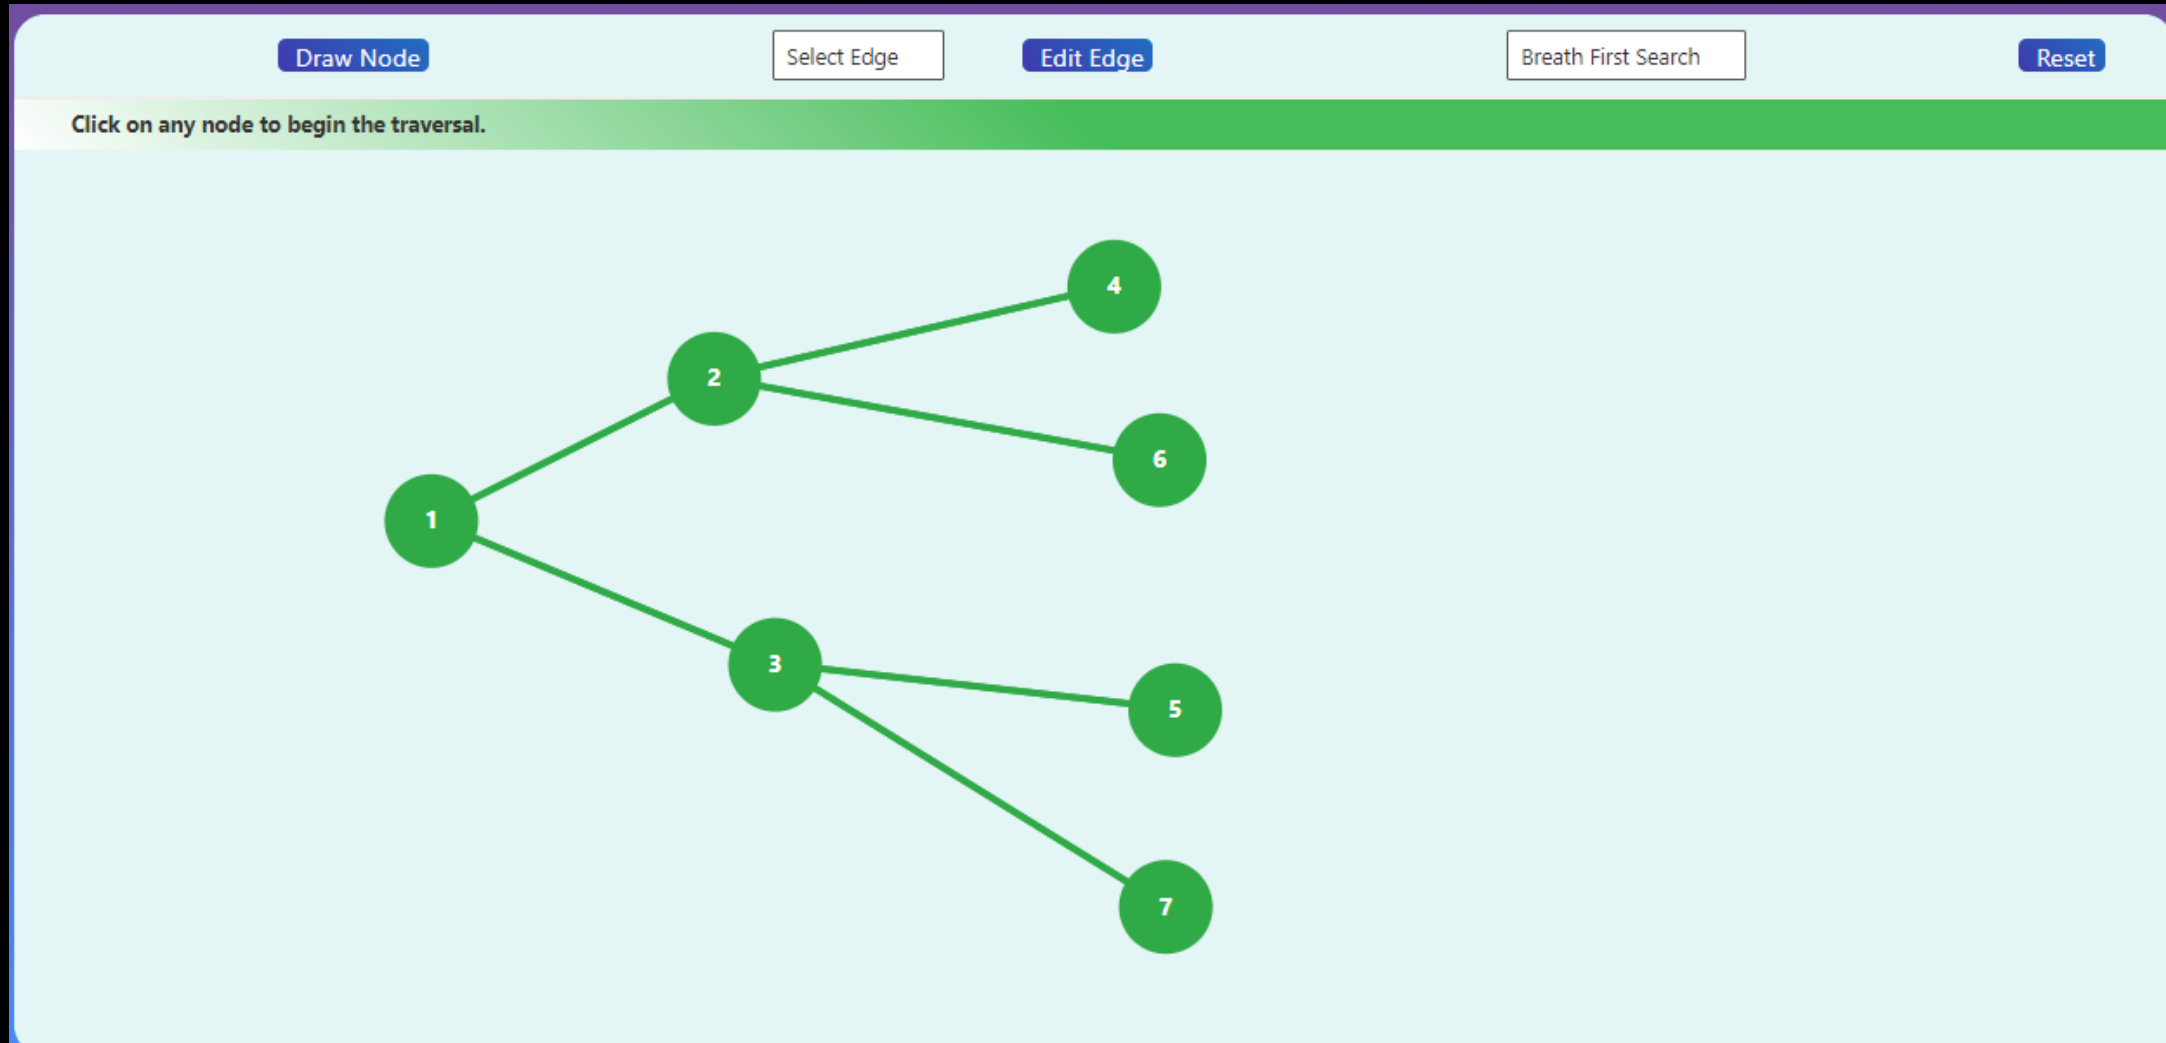 Draw Node
Select Edge
Edit Edge
Breath First Search
Reset
Click on any node to begin the traversal.
4
2
6
1
3
5
7